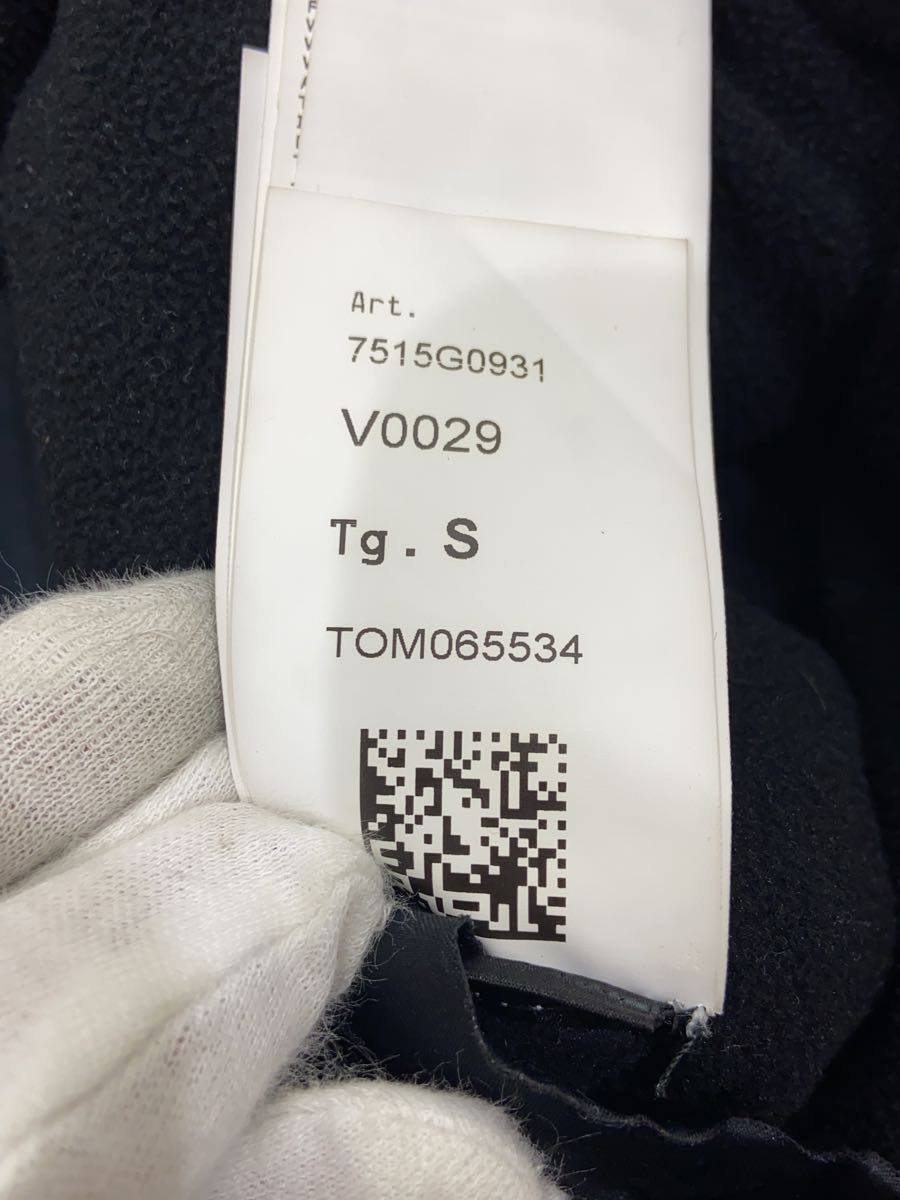 Art.
7515G0931
V0029
Tg. S
TOM065534